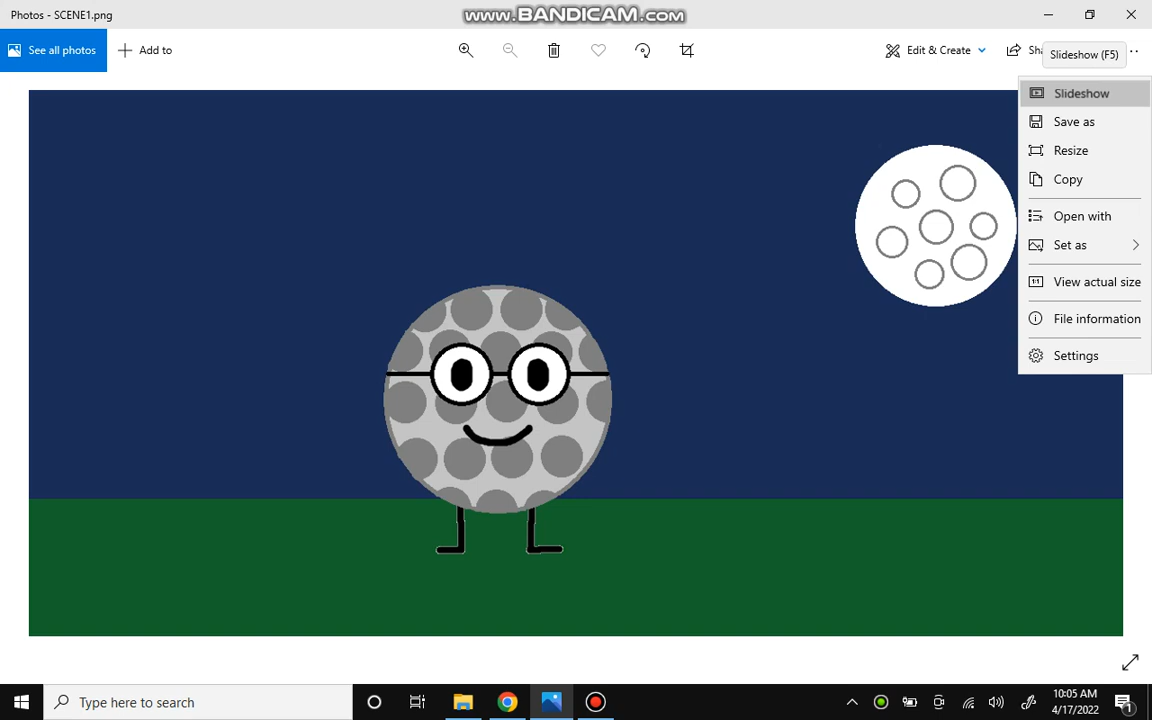 Photos - SCENE1.png
www.BANDICAM.com
See all photos
Add to
Edit & Create
Sha
Slideshow (F5)
Slideshow
Save as
Resize
Copy
Open with
Set as
View actual size
File information
Settings
Type here to search
10:05 AM
4/17/2022
1